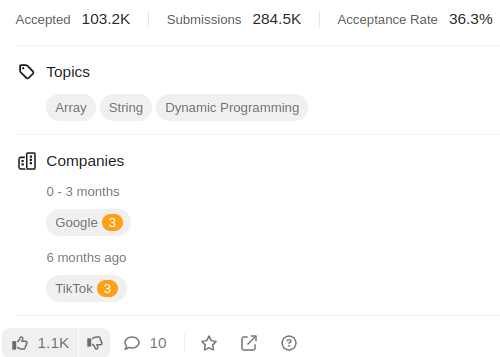 Accepted 103.2K Submissions 284.5K Acceptance Rate 36.3%
Topics
Array String Dynamic Programming
Companies
0 - 3 months
Google 3
6 months ago
TikTok 3
1.1K 10